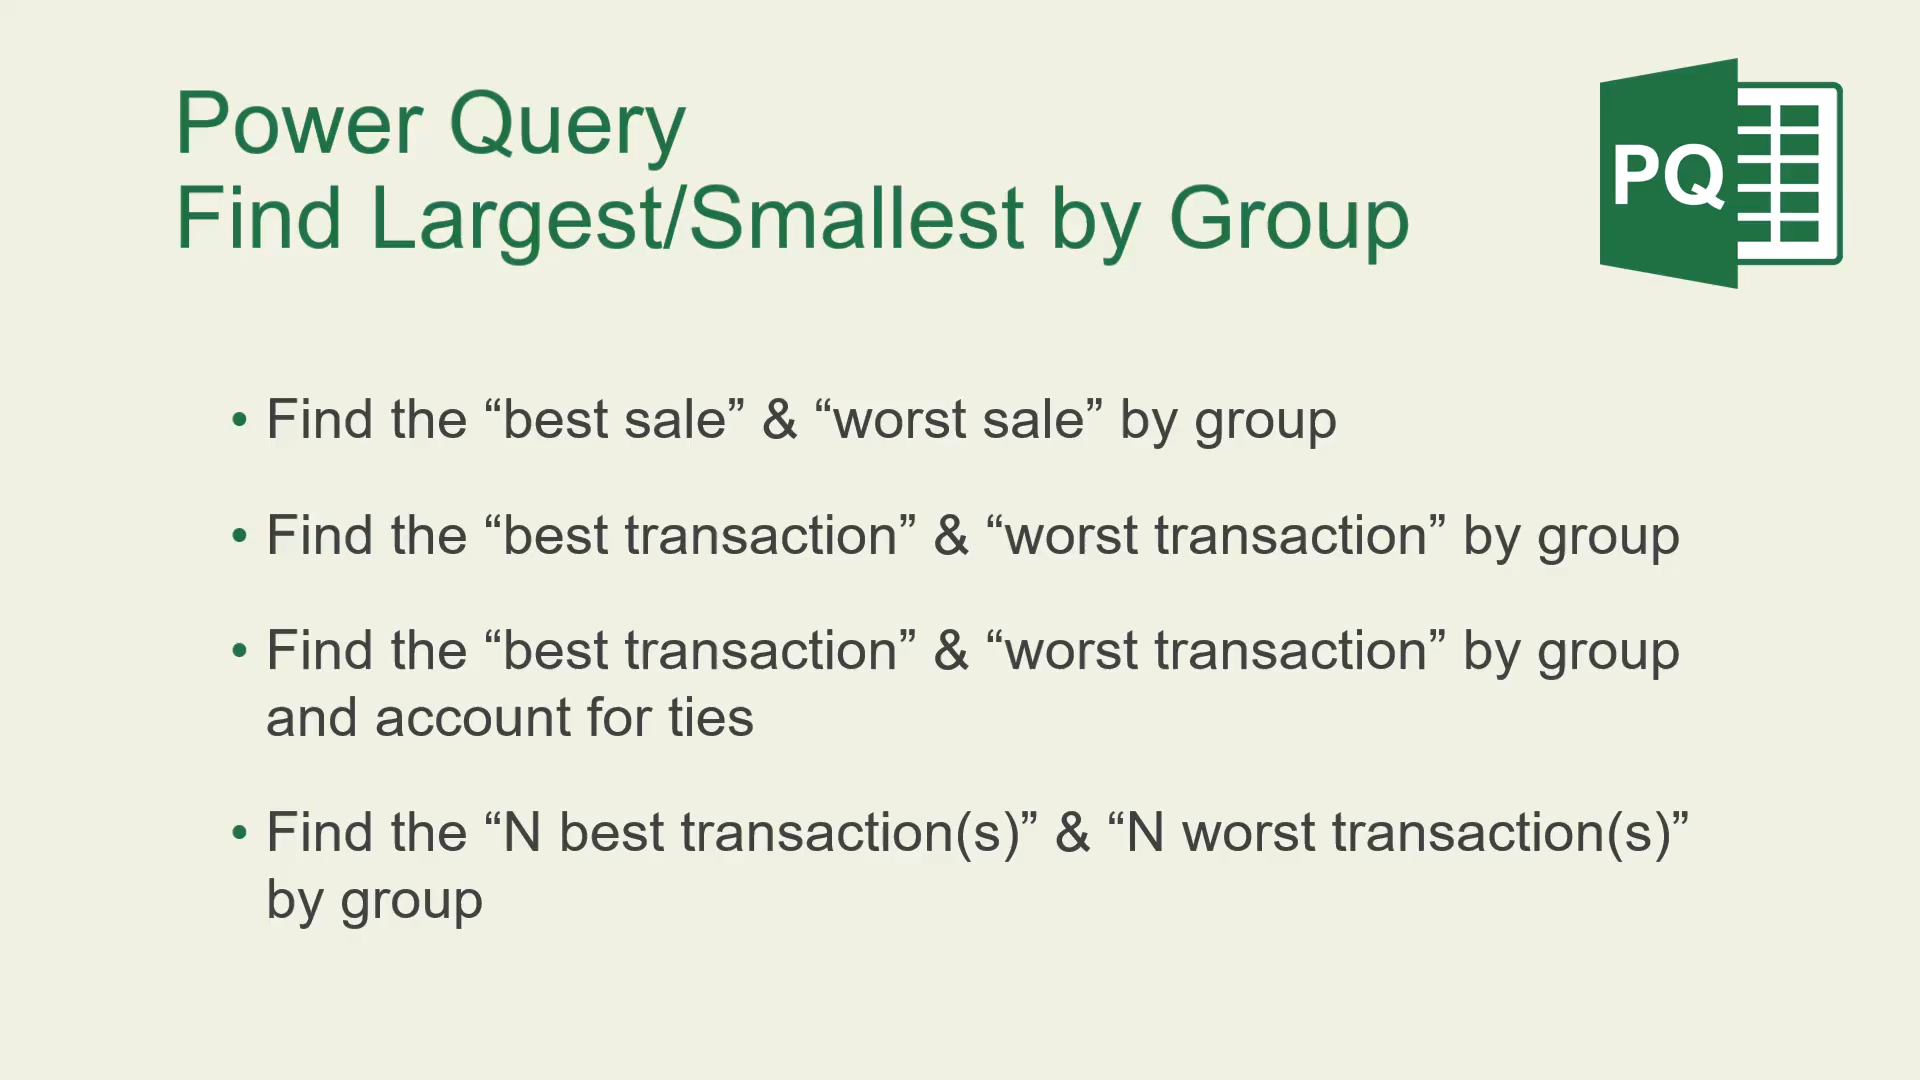 Power Query
Find Largest/Smallest by Group
PQ
• Find the “best sale” & “worst sale” by group
• Find the “best transaction” & “worst transaction” by group
• Find the “best transaction” & “worst transaction” by group
and account for ties
• Find the “N best transaction(s)” & “N worst transaction(s)”
by group